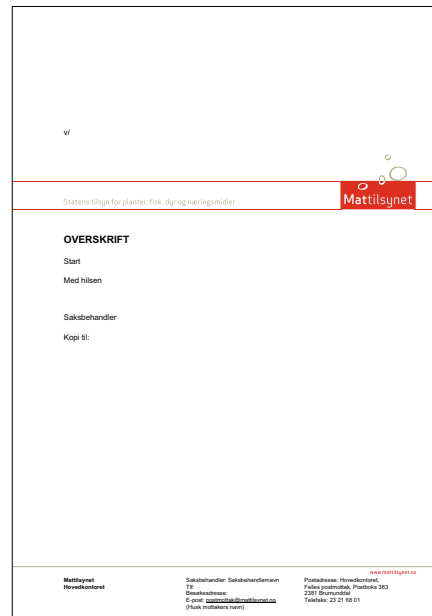 v/
Statens tilsyn for planter, fisk, dyr og næringsmidler
Mattilsynet
OVERSKRIFT
Start
Med hilsen
Saksbehandler
Kopi til:
www.mattilsynet.no
Mattilsynet
Hovedkontoret
Saksbehandler: Saksbehandlernavn
Tlf:
Besøksadresse:
E-post: postmottak@mattilsynet.no
(Husk mottakers navn)
Postadresse: Hovedkontoret,
Felles postmottak, Postboks 383
2381 Brumunddal
Telefaks: 23 21 68 01